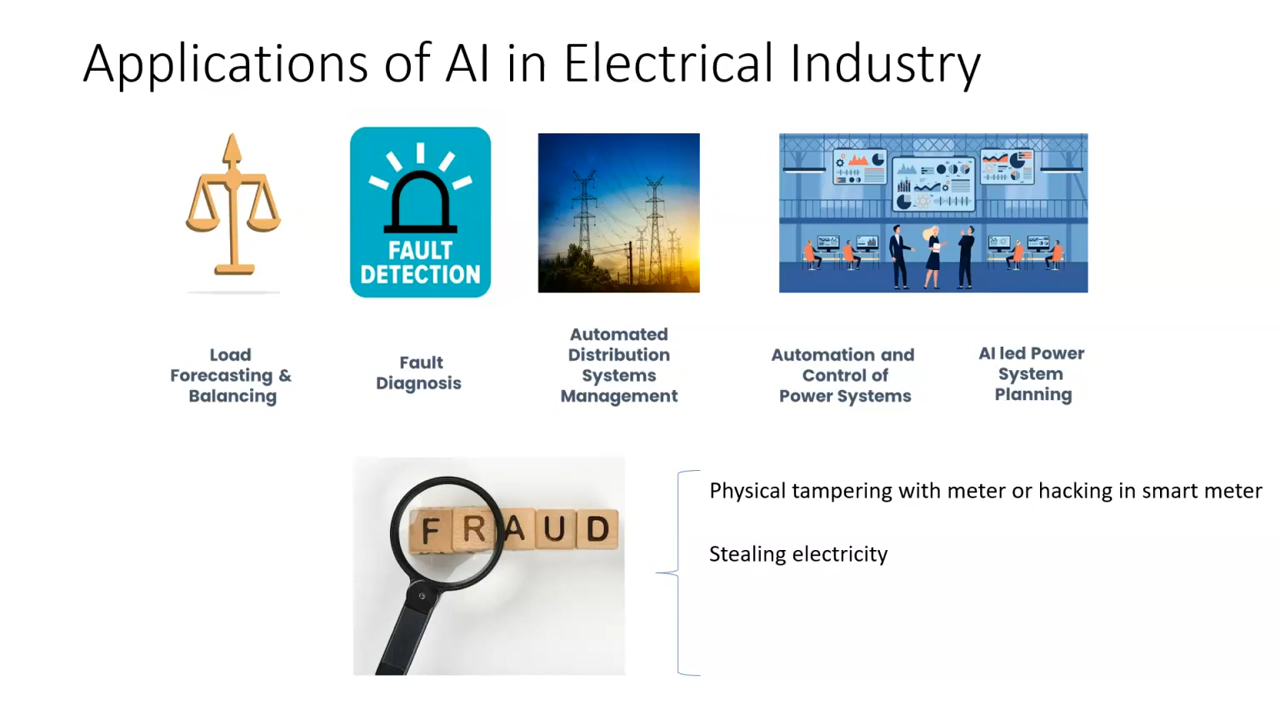 Applications of AI in Electrical Industry
FAULT
DETECTION
Load
Forecasting &
Balancing
Fault
Diagnosis
Automated
Distribution
Systems
Management
Automation and
Control of
Power Systems
AI led Power
System
Planning
FRAUD
Physical tampering with meter or hacking in smart meter
Stealing electricity